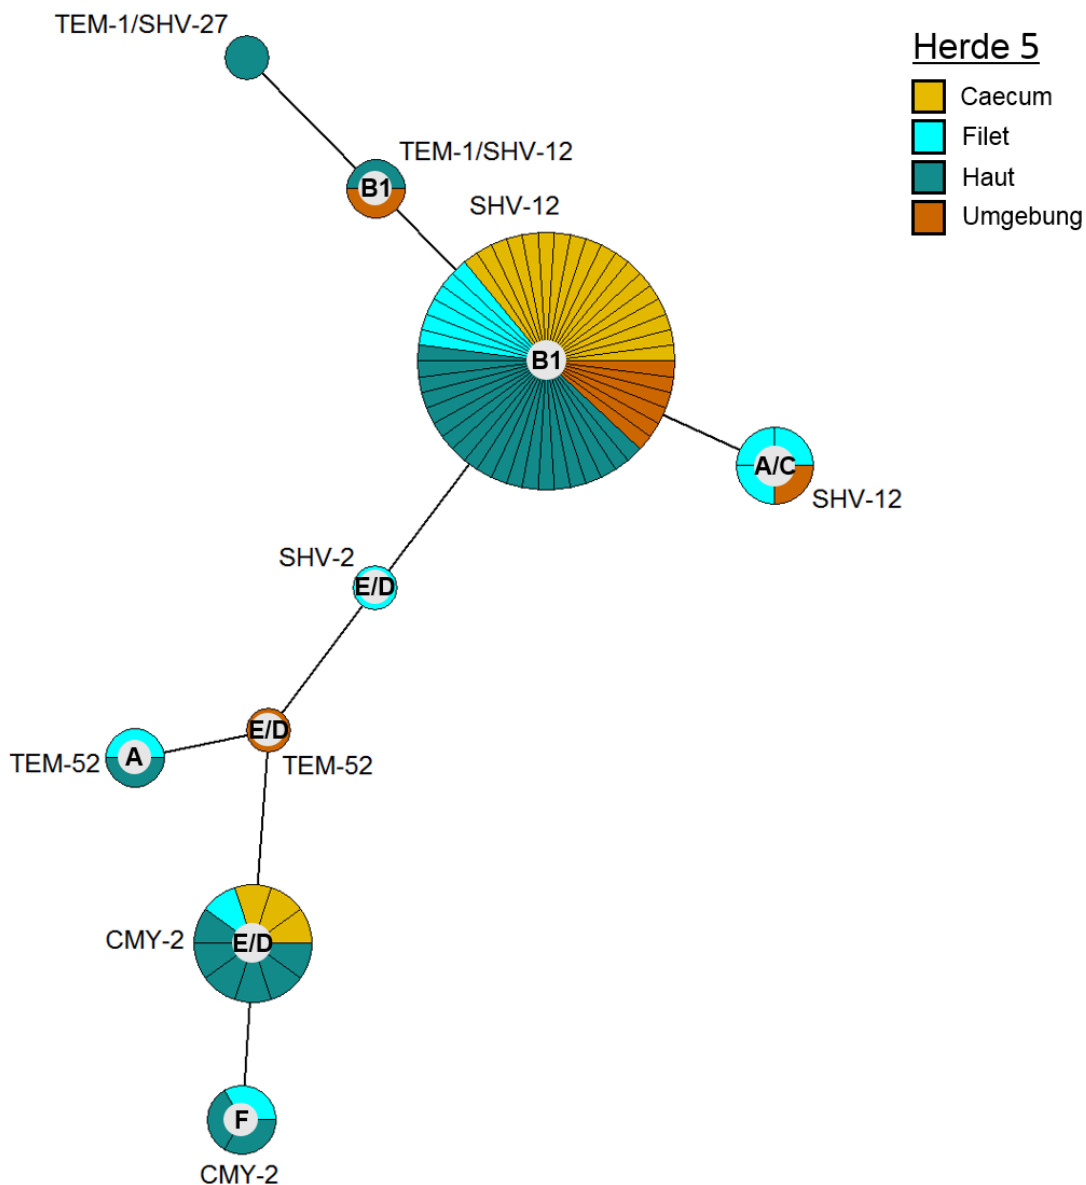 TEM-1/SHV-27
Herde 5
Caecum
Filet
Haut
Umgebung
TEM-1/SHV-12
B1
SHV-12
B1
A/C
SHV-12
SHV-2
E/D
E/D
TEM-52
A
TEM-52
CMY-2
E/D
F
CMY-2